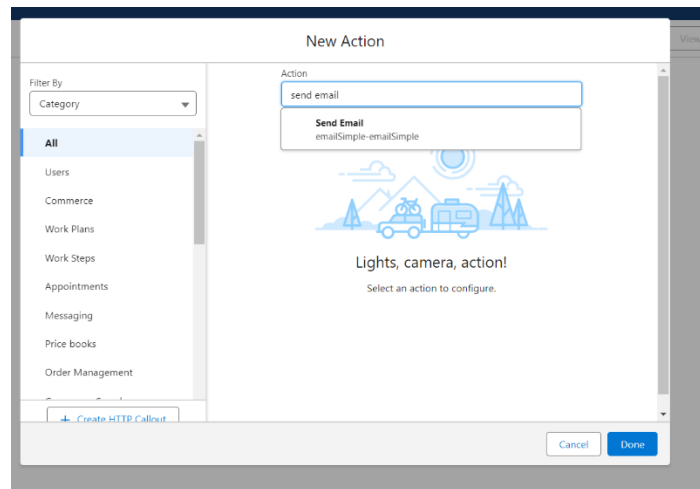 New Action
View
Filter By
Category
All
Users
Commerce
Work Plans
Work Steps
Appointments
Messaging
Price books
Order Management
+ Create HTTP Callout
Action
send email
Send Email
emailSimple-emailSimple
Lights, camera, action!
Select an action to configure.
Cancel
Done